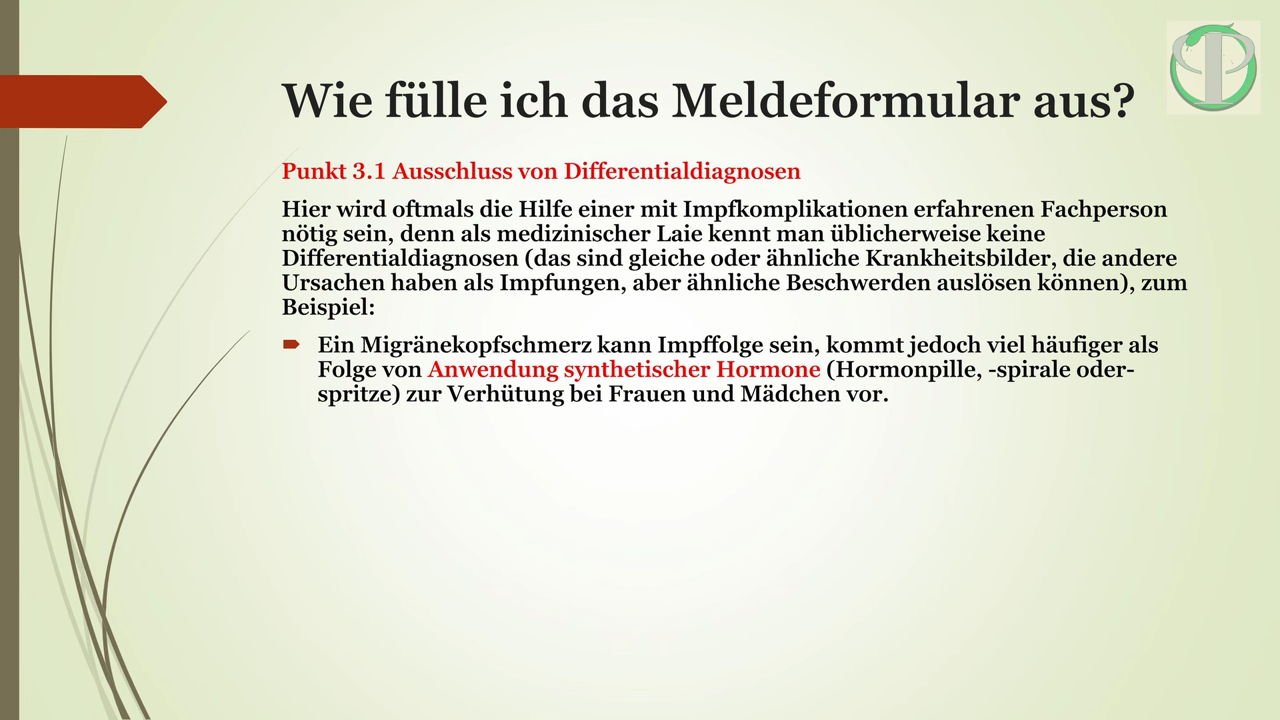 Wie fülle ich das Meldeformular aus?
Punkt 3.1 Ausschluss von Differentialdiagnosen
Hier wird oftmals die Hilfe einer mit Impfkomplikationen erfahrenen Fachperson
nötig sein, denn als medizinischer Laie kennt man üblicherweise keine
Differentialdiagnosen (das sind gleiche oder ähnliche Krankheitsbilder, die andere
Ursachen haben als Impfungen, aber ähnliche Beschwerden auslösen können), zum
Beispiel:
Ein Migränekopfschmerz kann Impffolge sein, kommt jedoch viel häufiger als
Folge von Anwendung synthetischer Hormone (Hormonpille, -spirale oder-
spritze) zur Verhütung bei Frauen und Mädchen vor.